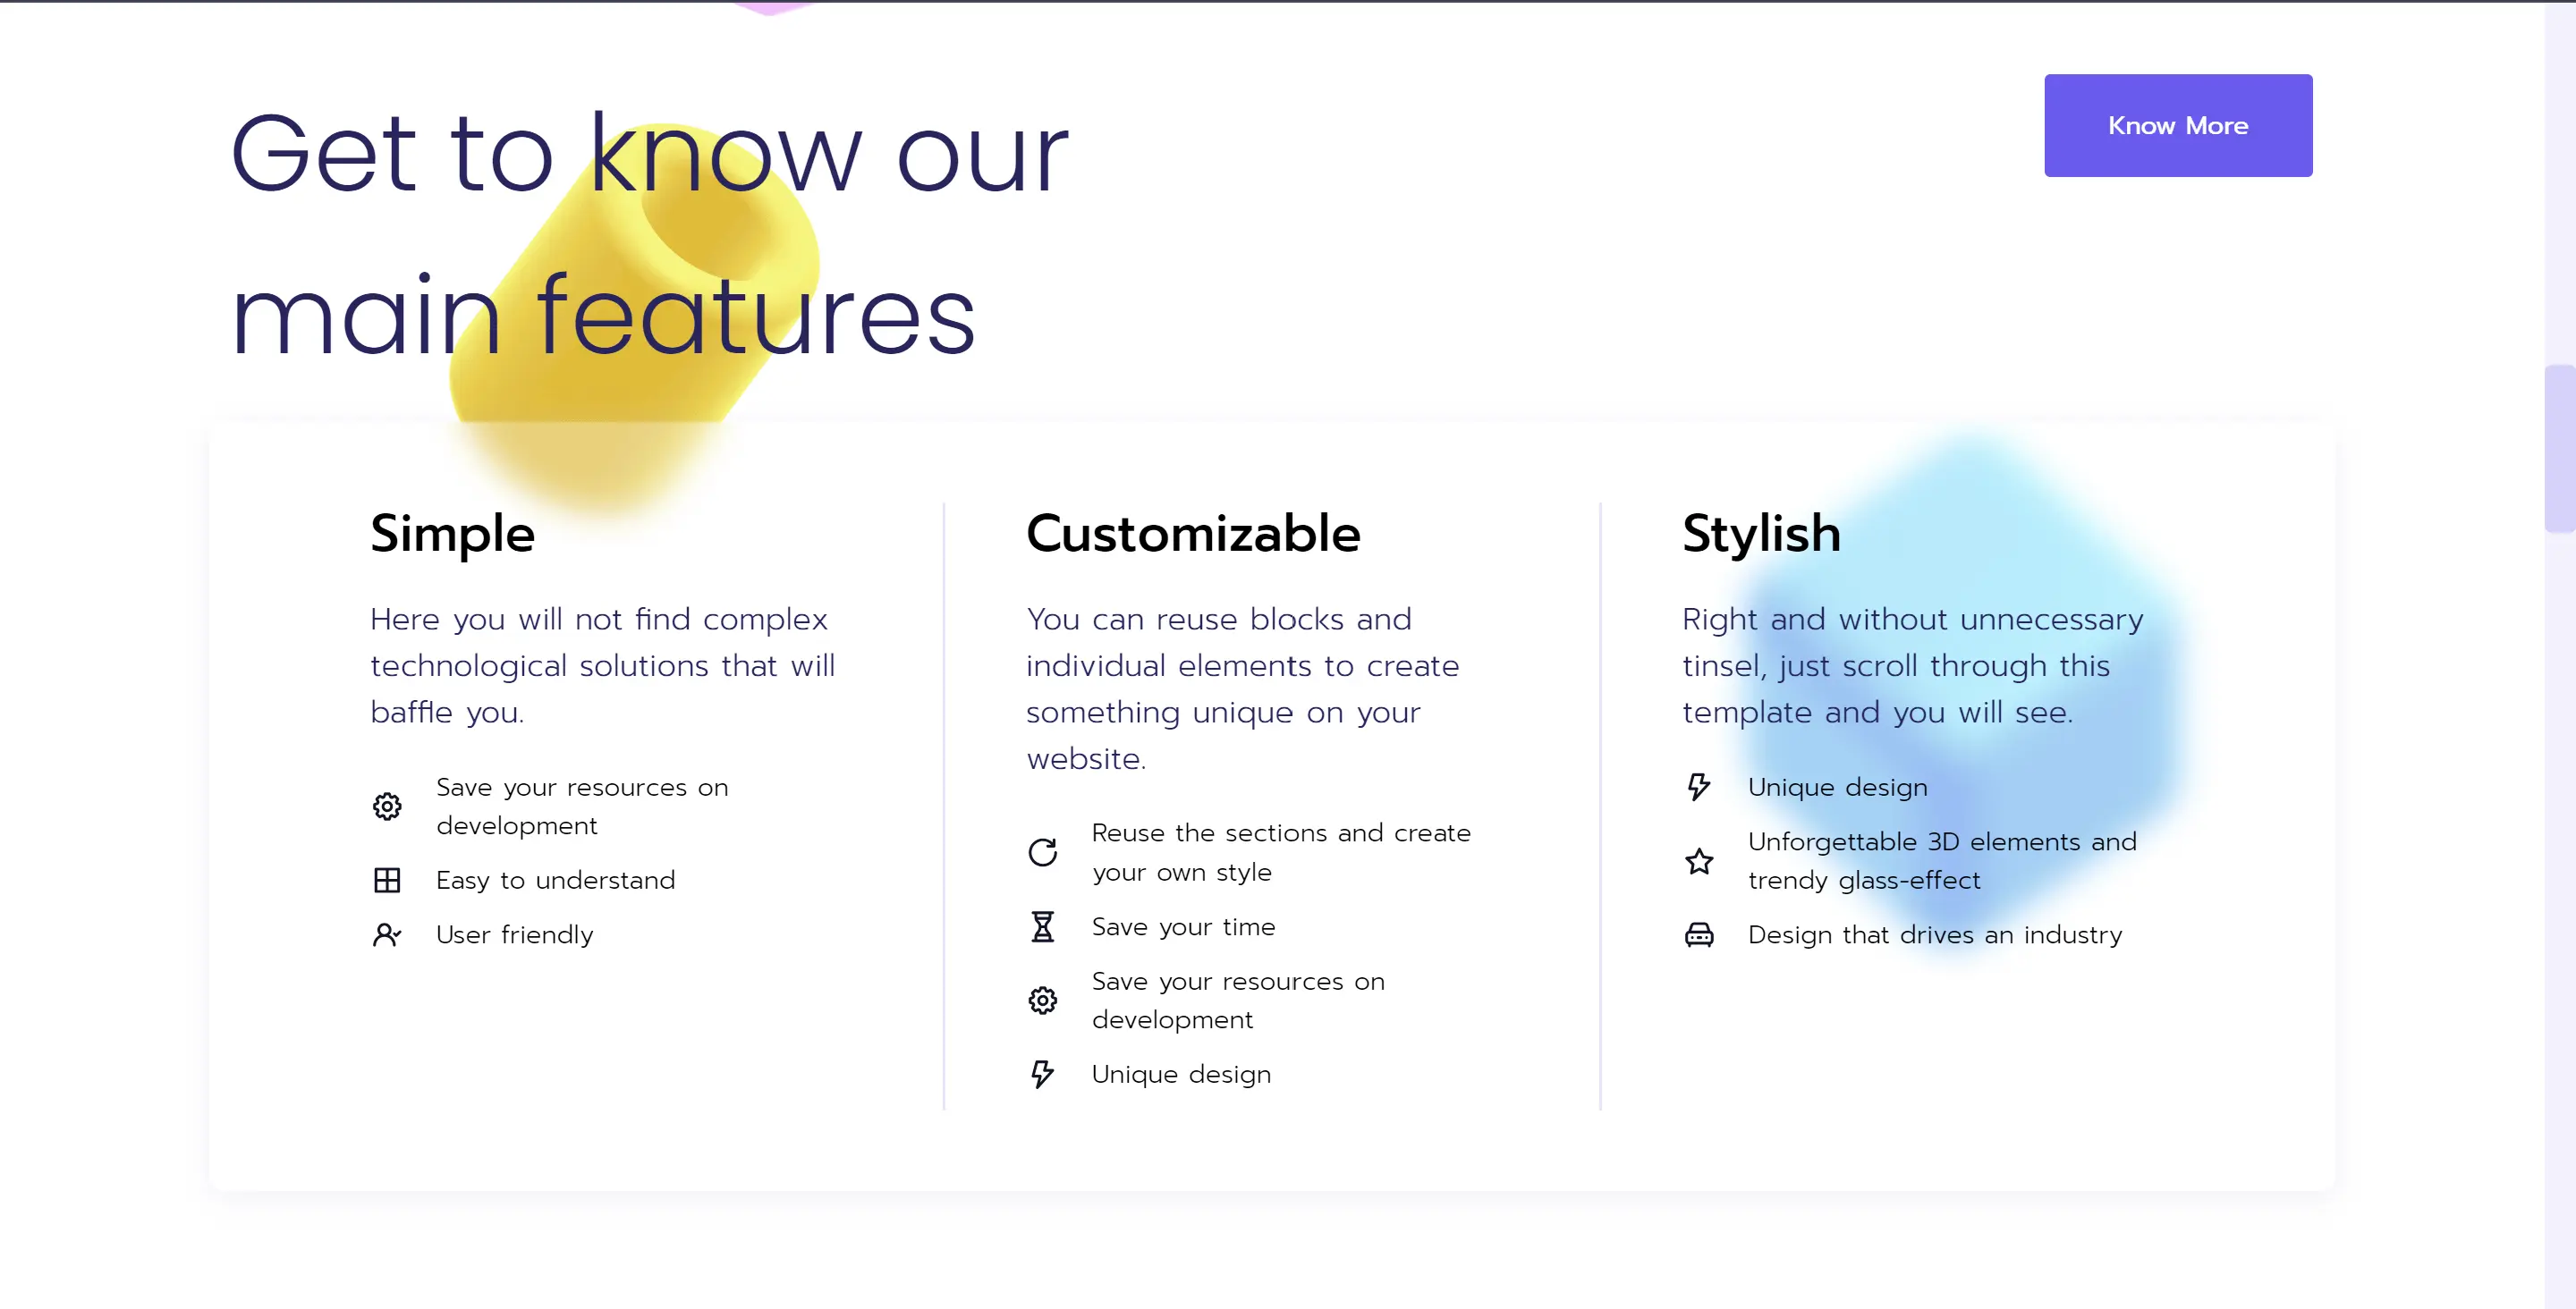 Get to know our
main features
Know More
Simple
Here you will not find complex
technological solutions that will
baffle you.
Save your resources on
development
Easy to understand
User friendly
Customizable
You can reuse blocks and
individual elements to create
something unique on your
website.
Reuse the sections and create
your own style
Save your time
Save your resources on
development
Unique design
Stylish
Right and without unnecessary
tinsel, just scroll through this
template and you will see.
Unique design
Unforgettable 3D elements and
trendy glass-effect
Design that drives an industry